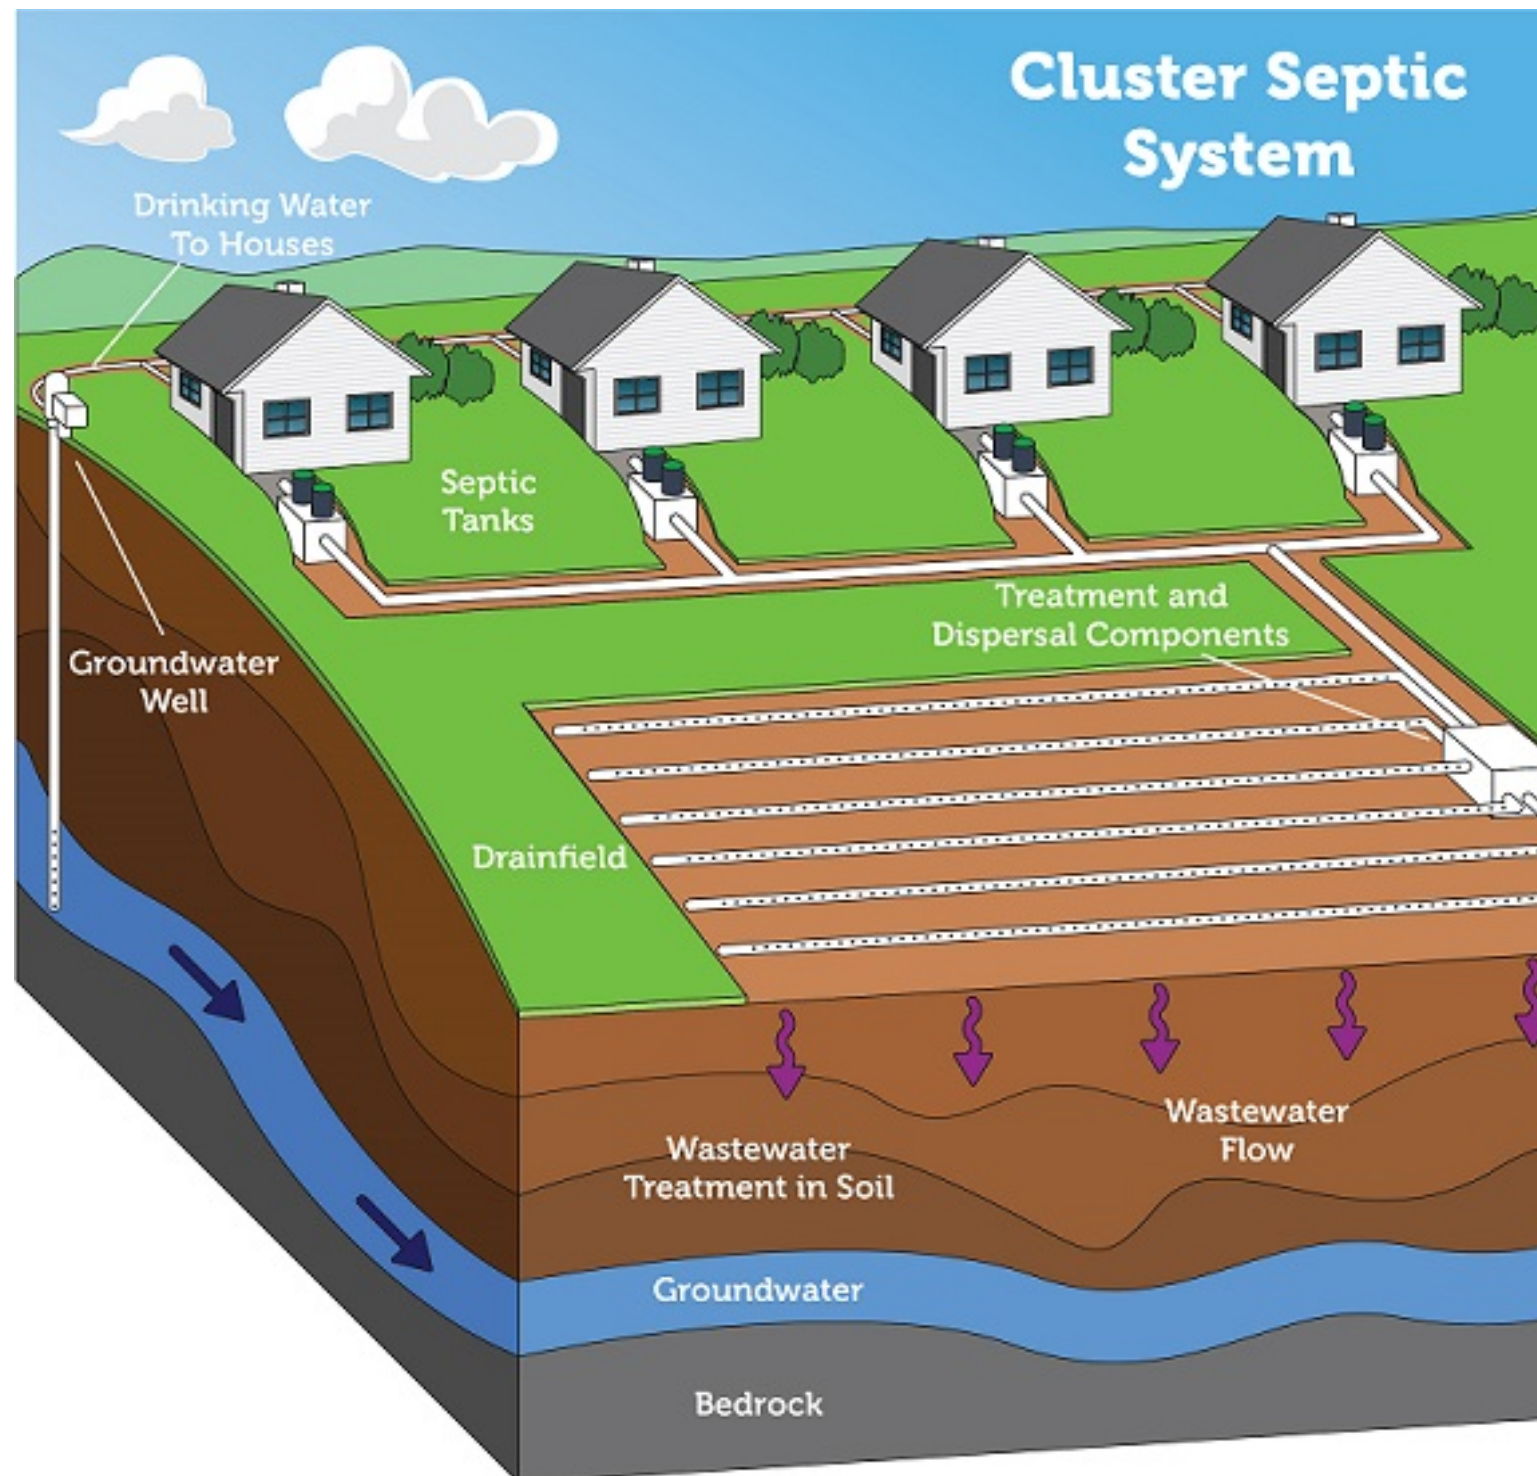 Cluster Septic
System
Drinking Water
To Houses
Septic
Tanks
Treatment and
Dispersal Components
Groundwater
Well
Drainfield
Wastewater
Flow
Wastewater
Treatment in Soil
Groundwater
Bedrock